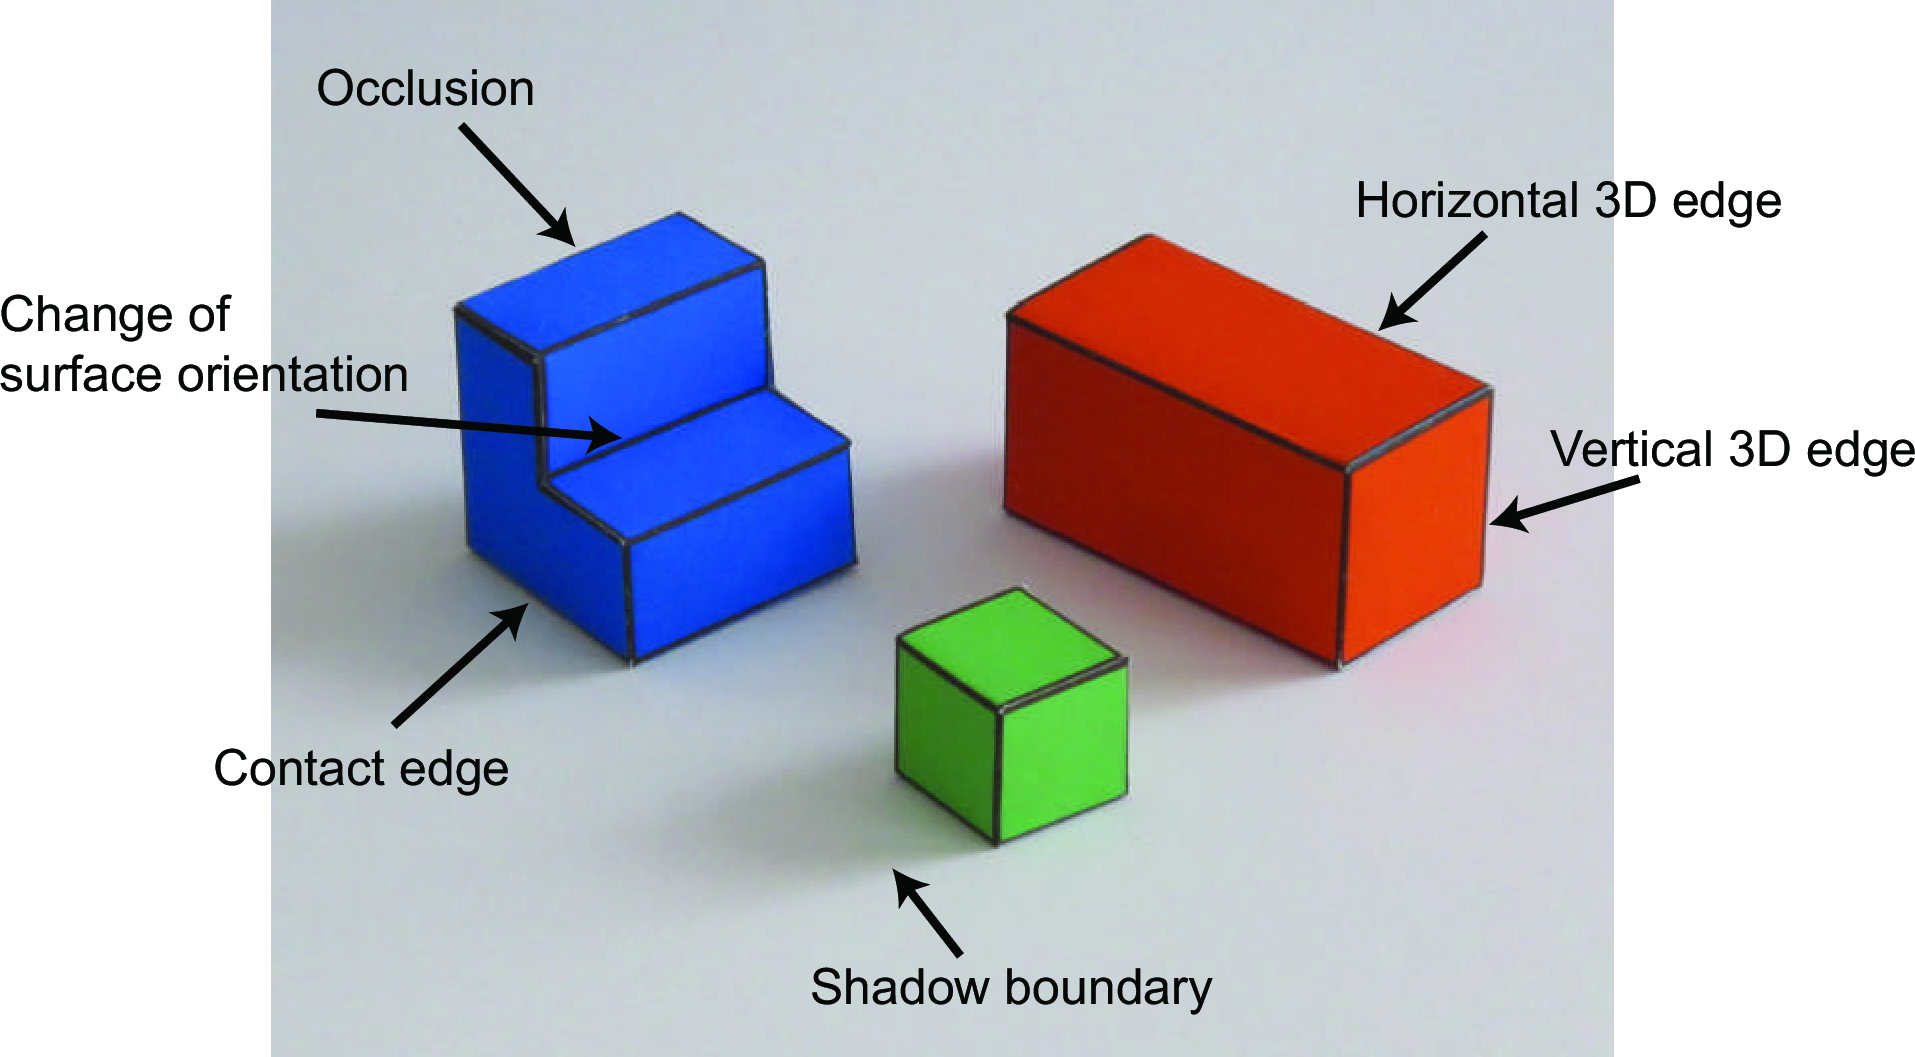 Occlusion
Horizontal 3D edge
Change of
surface orientation
Vertical 3D edge
Contact edge
Shadow boundary